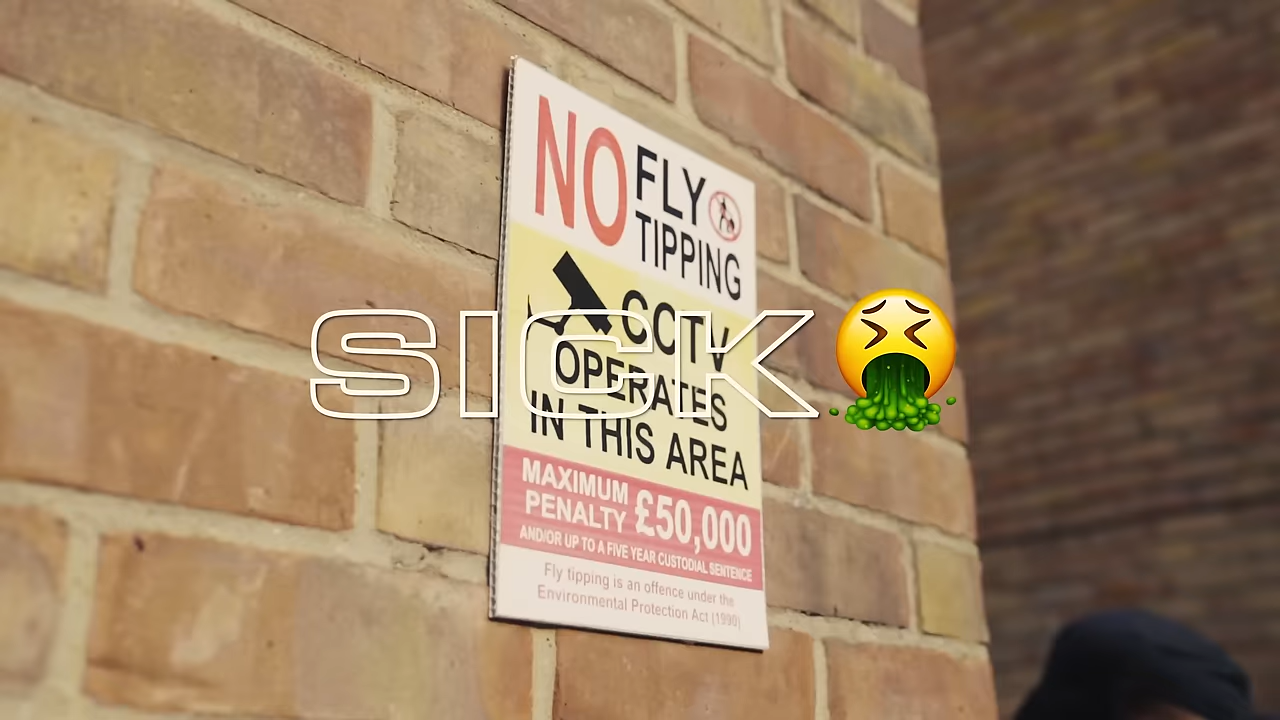 NO FLY
TIPPING
CCTV
OPERATES
IN THIS AREA
SICK 🤮
MAXIMUM
PENALTY £50,000
AND/OR UP TO A FIVE YEAR CUSTODIAL SENTENCE
Fly tipping is an offence under the
Environmental Protection Act (1990)